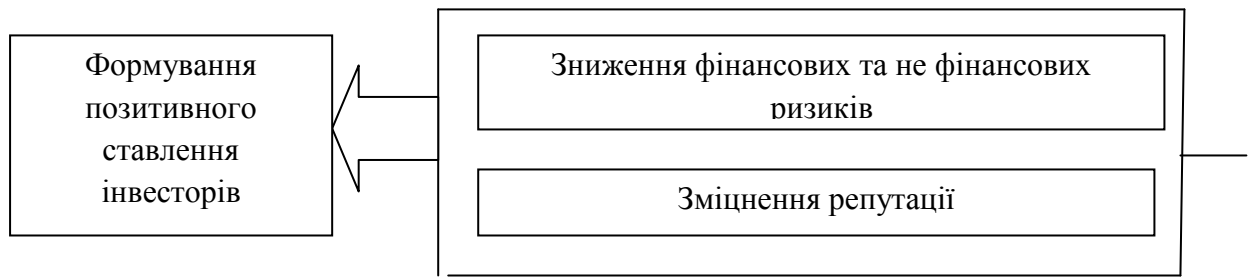 Формування
позитивного
ставлення
інвесторів
Зниження фінансових та не фінансових
ризиків
Зміцнення репутації